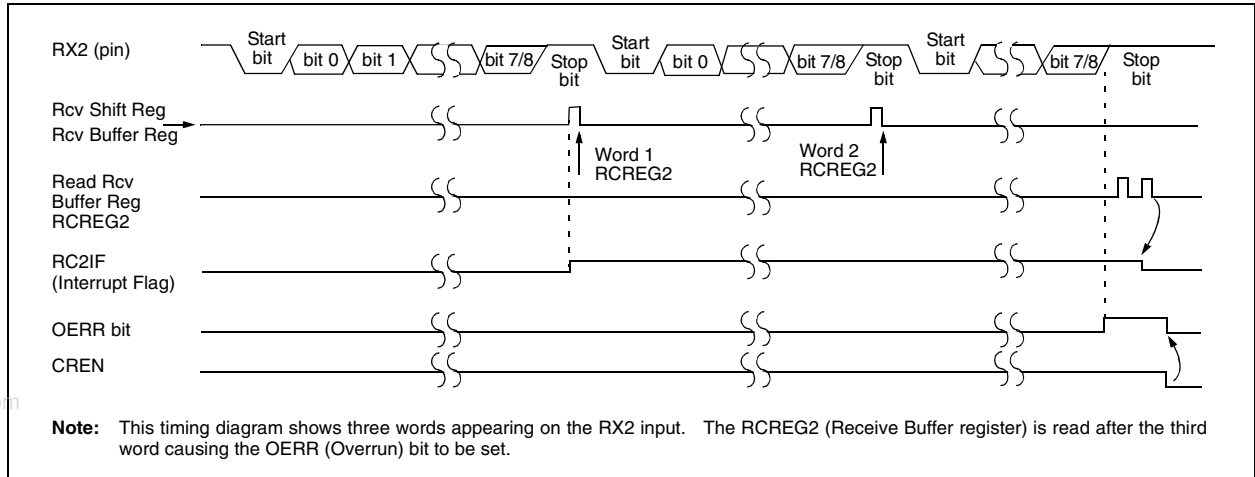 RX2 (pin)
Start bit
bit 0
bit 1
bit 7/8
Stop bit
Start bit
bit 0
bit 7/8
Stop bit
Start bit
bit 7/8
Stop bit
Rcv Shift Reg
Rcv Buffer Reg
Word 1
RCREG2
Word 2
RCREG2
Read Rcv
Buffer Reg
RCREG2
RC2IF
(Interrupt Flag)
OERR bit
CREN
om
Note: This timing diagram shows three words appearing on the RX2 input. The RCREG2 (Receive Buffer register) is read after the third
word causing the OERR (Overrun) bit to be set.